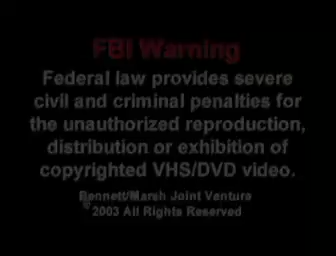 FBI Warning
Federal law provides severe
civil and criminal penalties for
the unauthorized reproduction,
distribution or exhibition of
copyrighted VHS/DVD video.
Bennett/Marsh Joint Venture
© 2003 All Rights Reserved